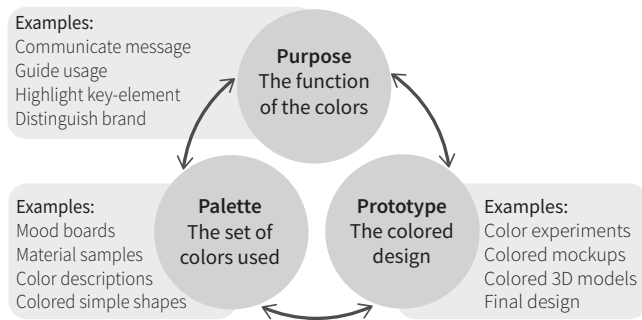 Examples:
Communicate message
Guide usage
Highlight key-element
Distinguish brand
Purpose
The function
of the colors
Examples:
Mood boards
Material samples
Color descriptions
Colored simple shapes
Palette
The set of
colors used
Prototype
The colored
design
Examples:
Color experiments
Colored mockups
Colored 3D models
Final design